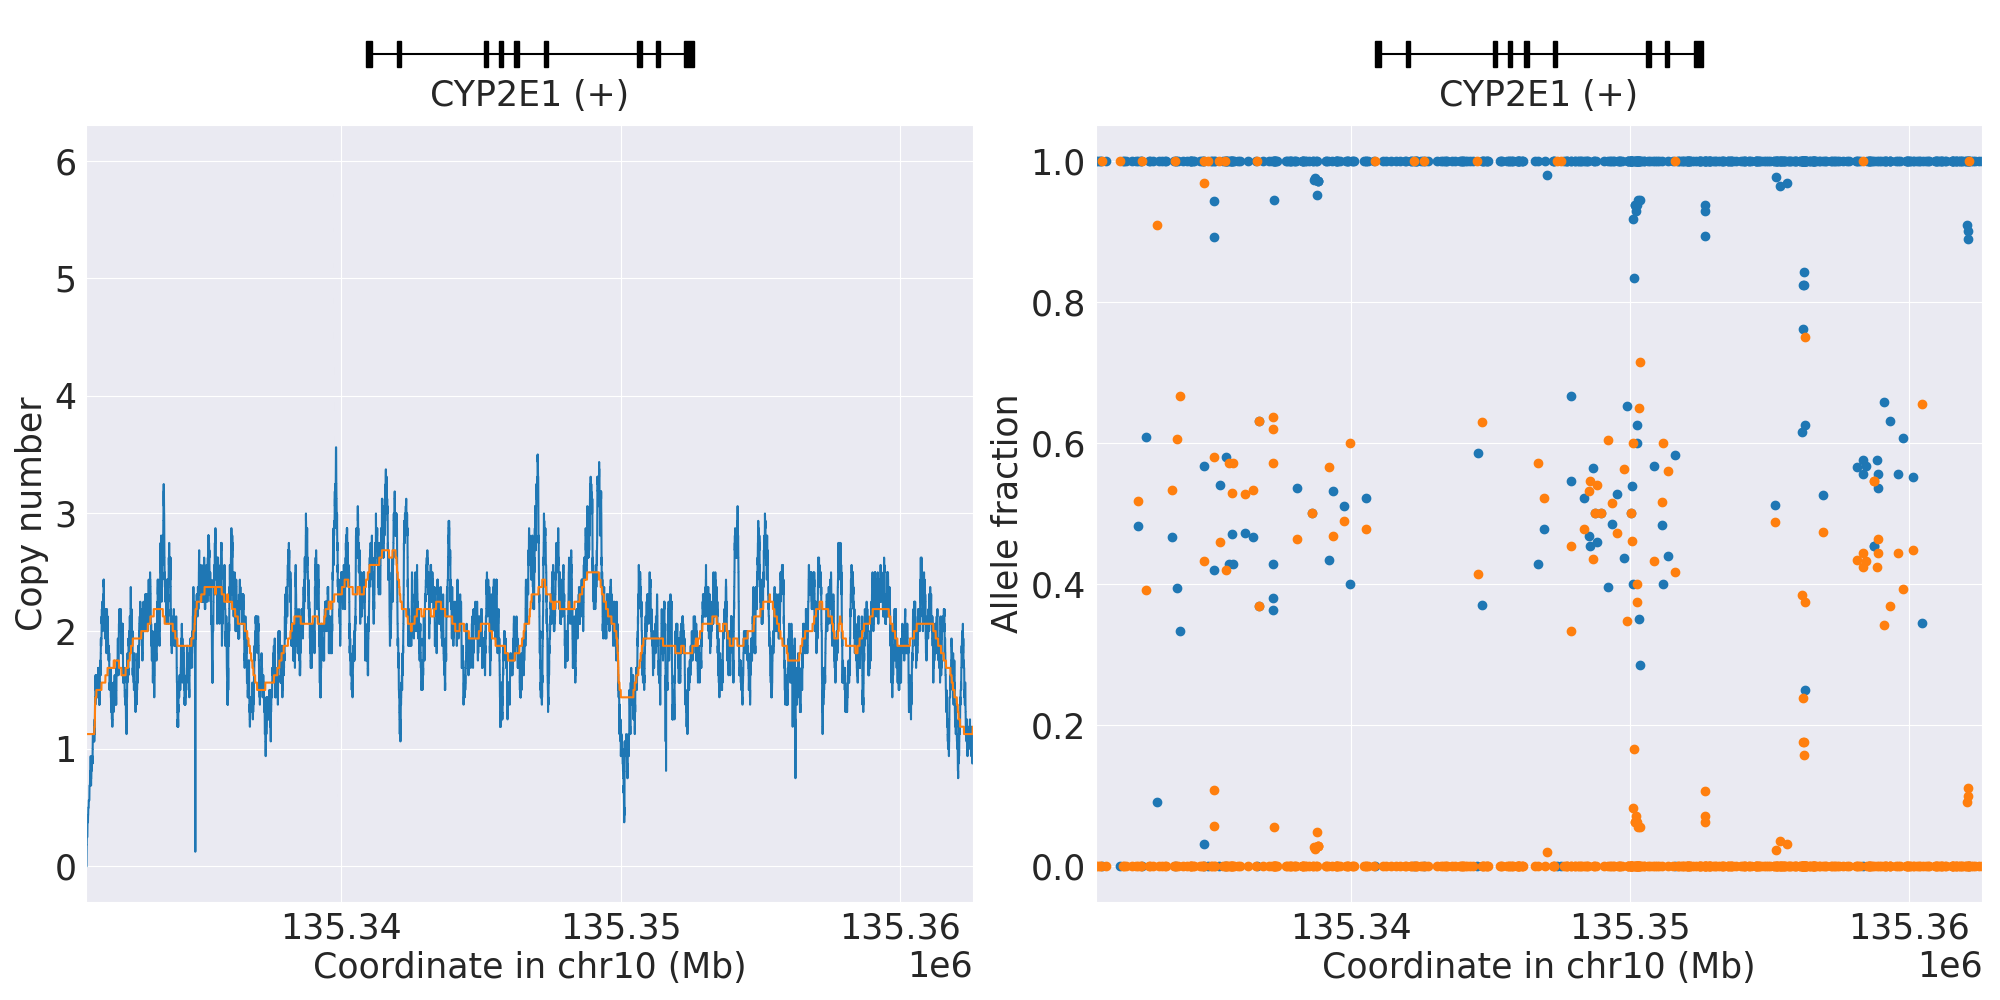 CYP2E1 (+)
6
5
4
3
2
1
0
Copy number
135.34 135.35 135.36
1e6
Coordinate in chr10 (Mb)
CYP2E1 (+)
1.0
0.8
0.6
0.4
0.2
0.0
Allele fraction
135.34 135.35 135.36
1e6
Coordinate in chr10 (Mb)